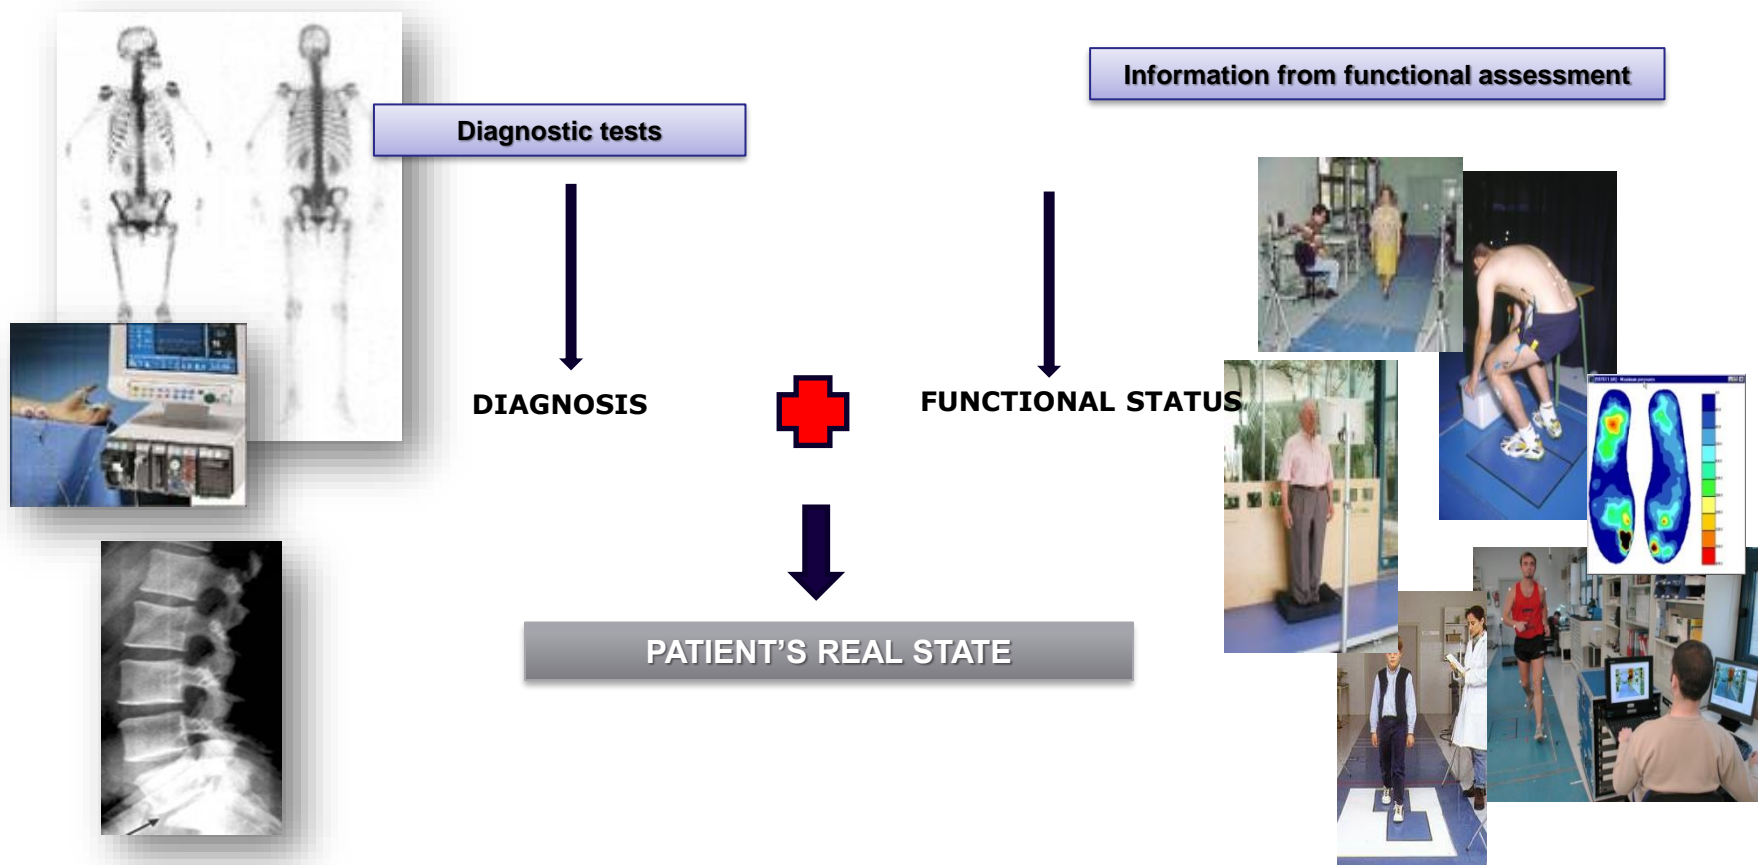 Information from functional assessment
Diagnostic tests
DIAGNOSIS
FUNCTIONAL STATUS
PATIENT’S REAL STATE